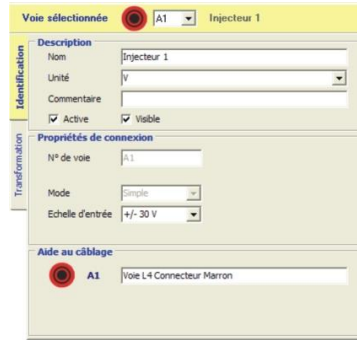 Voie sélectionnée A1 Injecteur 1
Identification
Transformation
Description
Nom Injecteur 1
Unité V
Commentaire
Active Visible
Propriétés de connexion
N° de voie A1
Mode Simple
Echelle d'entrée +/- 30 V
Aide au câblage
A1 Voie L4 Connecteur Marron